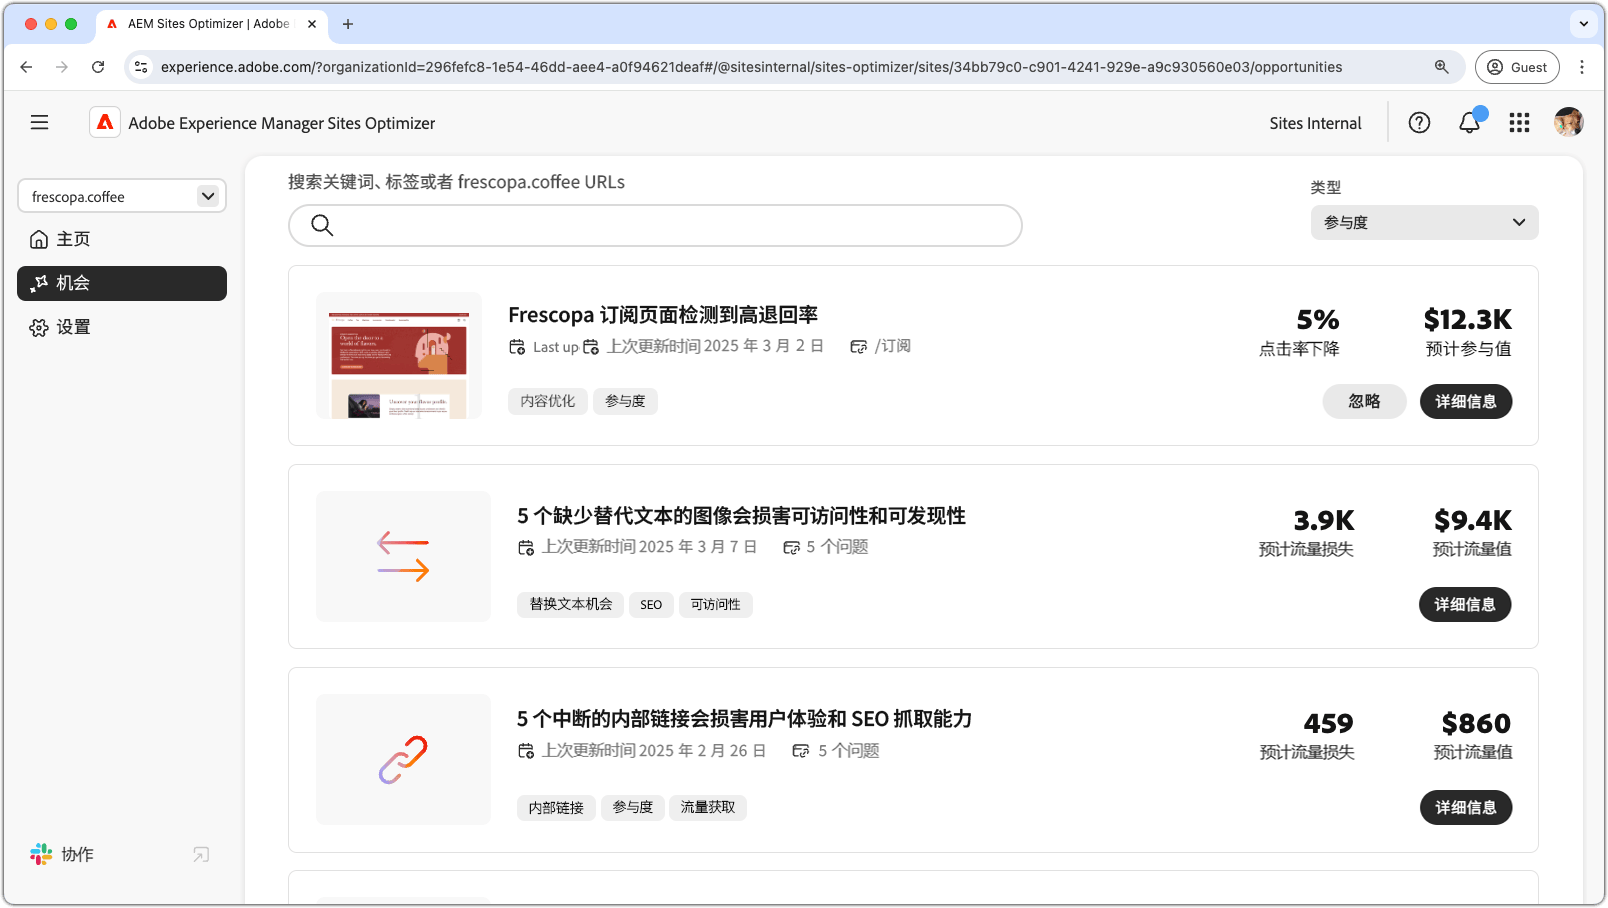 AEM Sites Optimizer | Adobe
experience.adobe.com/?organizationId=296fefc8-1e54-46dd-aee4-a0f94621deaf#/@sitesinternal/sites-optimizer/sites/34bb79c0-c901-4241-929e-a9c930560e03/opportunities
Guest
Adobe Experience Manager Sites Optimizer
Sites Internal
frescopa.coffee
主页
机会
设置
协作
搜索关键词、标签或者 frescopa.coffee URLs
类型
参与度
Frescopa 订阅页面检测到高退回率
Last up 上次更新时间 2025 年 3 月 2 日 /订阅
内容优化 参与度
5%
点击率下降
$12.3K
预计参与值
忽略 详细信息
Open the door to a
world of flavors.
Uncover your flavor profile.
5 个缺少替代文本的图像会损害可访问性和可发现性
上次更新时间 2025 年 3 月 7 日 5 个问题
替换文本机会 SEO 可访问性
3.9K
预计流量损失
$9.4K
预计流量值
详细信息
5 个中断的内部链接会损害用户体验和 SEO 抓取能力
上次更新时间 2025 年 2 月 26 日 5 个问题
内部链接 参与度 流量获取
459
预计流量损失
$860
预计流量值
详细信息